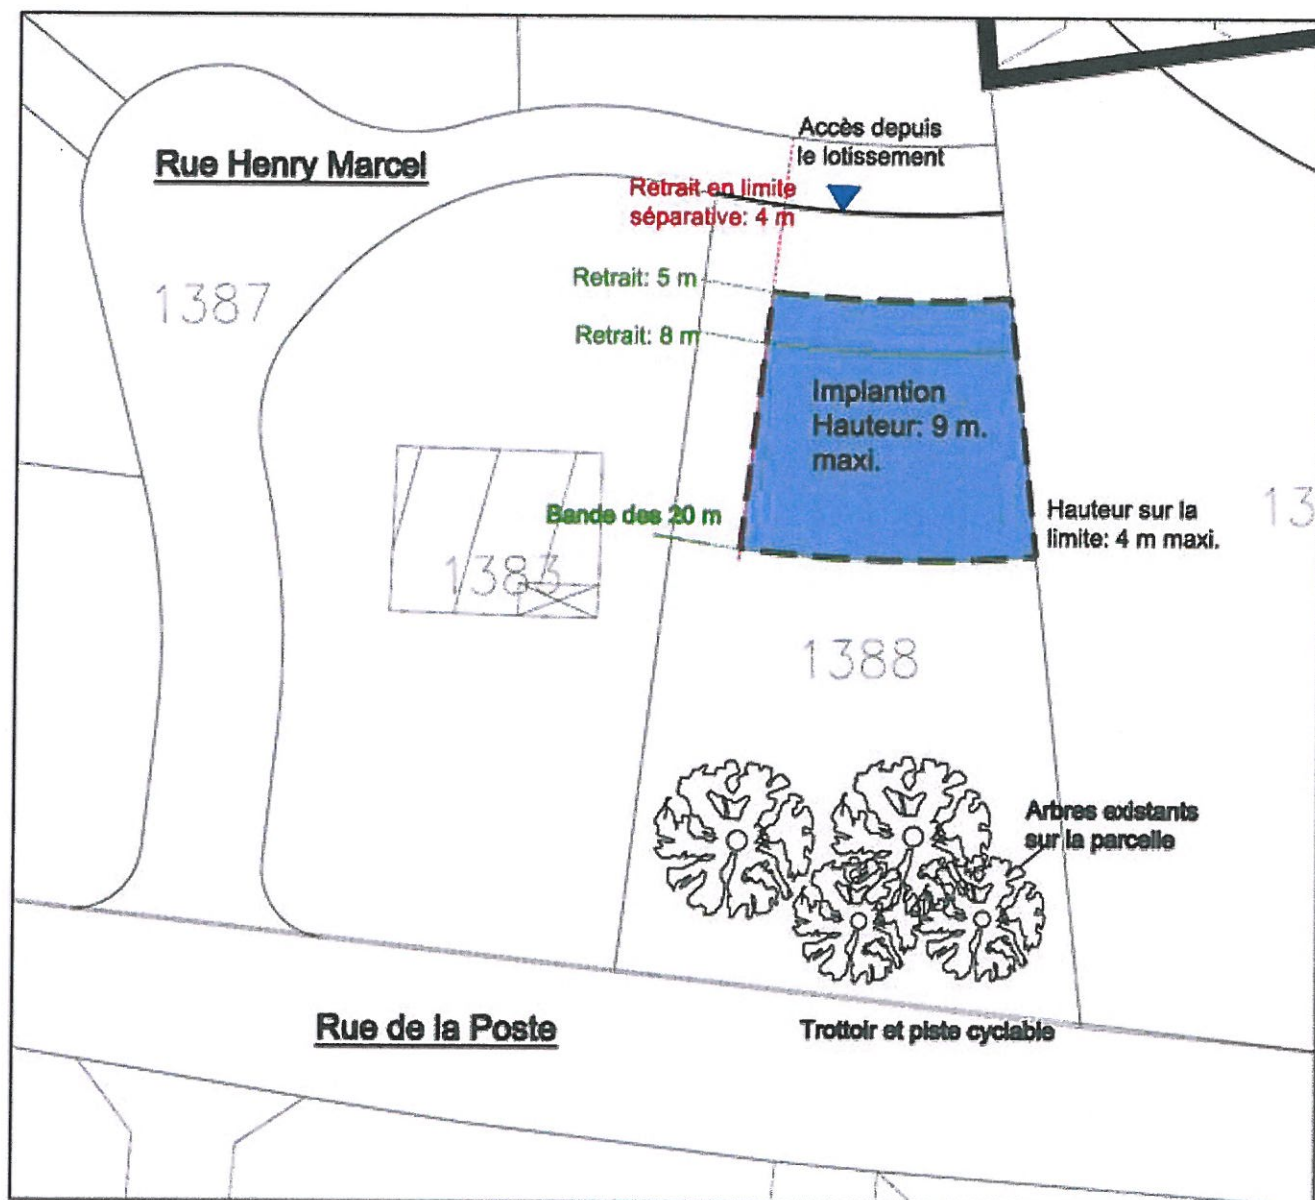 Accès depuis
le lotissement
Rue Henry Marcel
Retrait en limite
séparative: 4 m
Retrait: 5 m
1387
Retrait: 8 m
Implantion
Hauteur: 9 m.
maxi.
Bande des 20 m
Hauteur sur la
limite: 4 m maxi.
13
1383
1388
Arbres existants
sur la parcelle
Rue de la Poste
Trottoir et piste cyclable